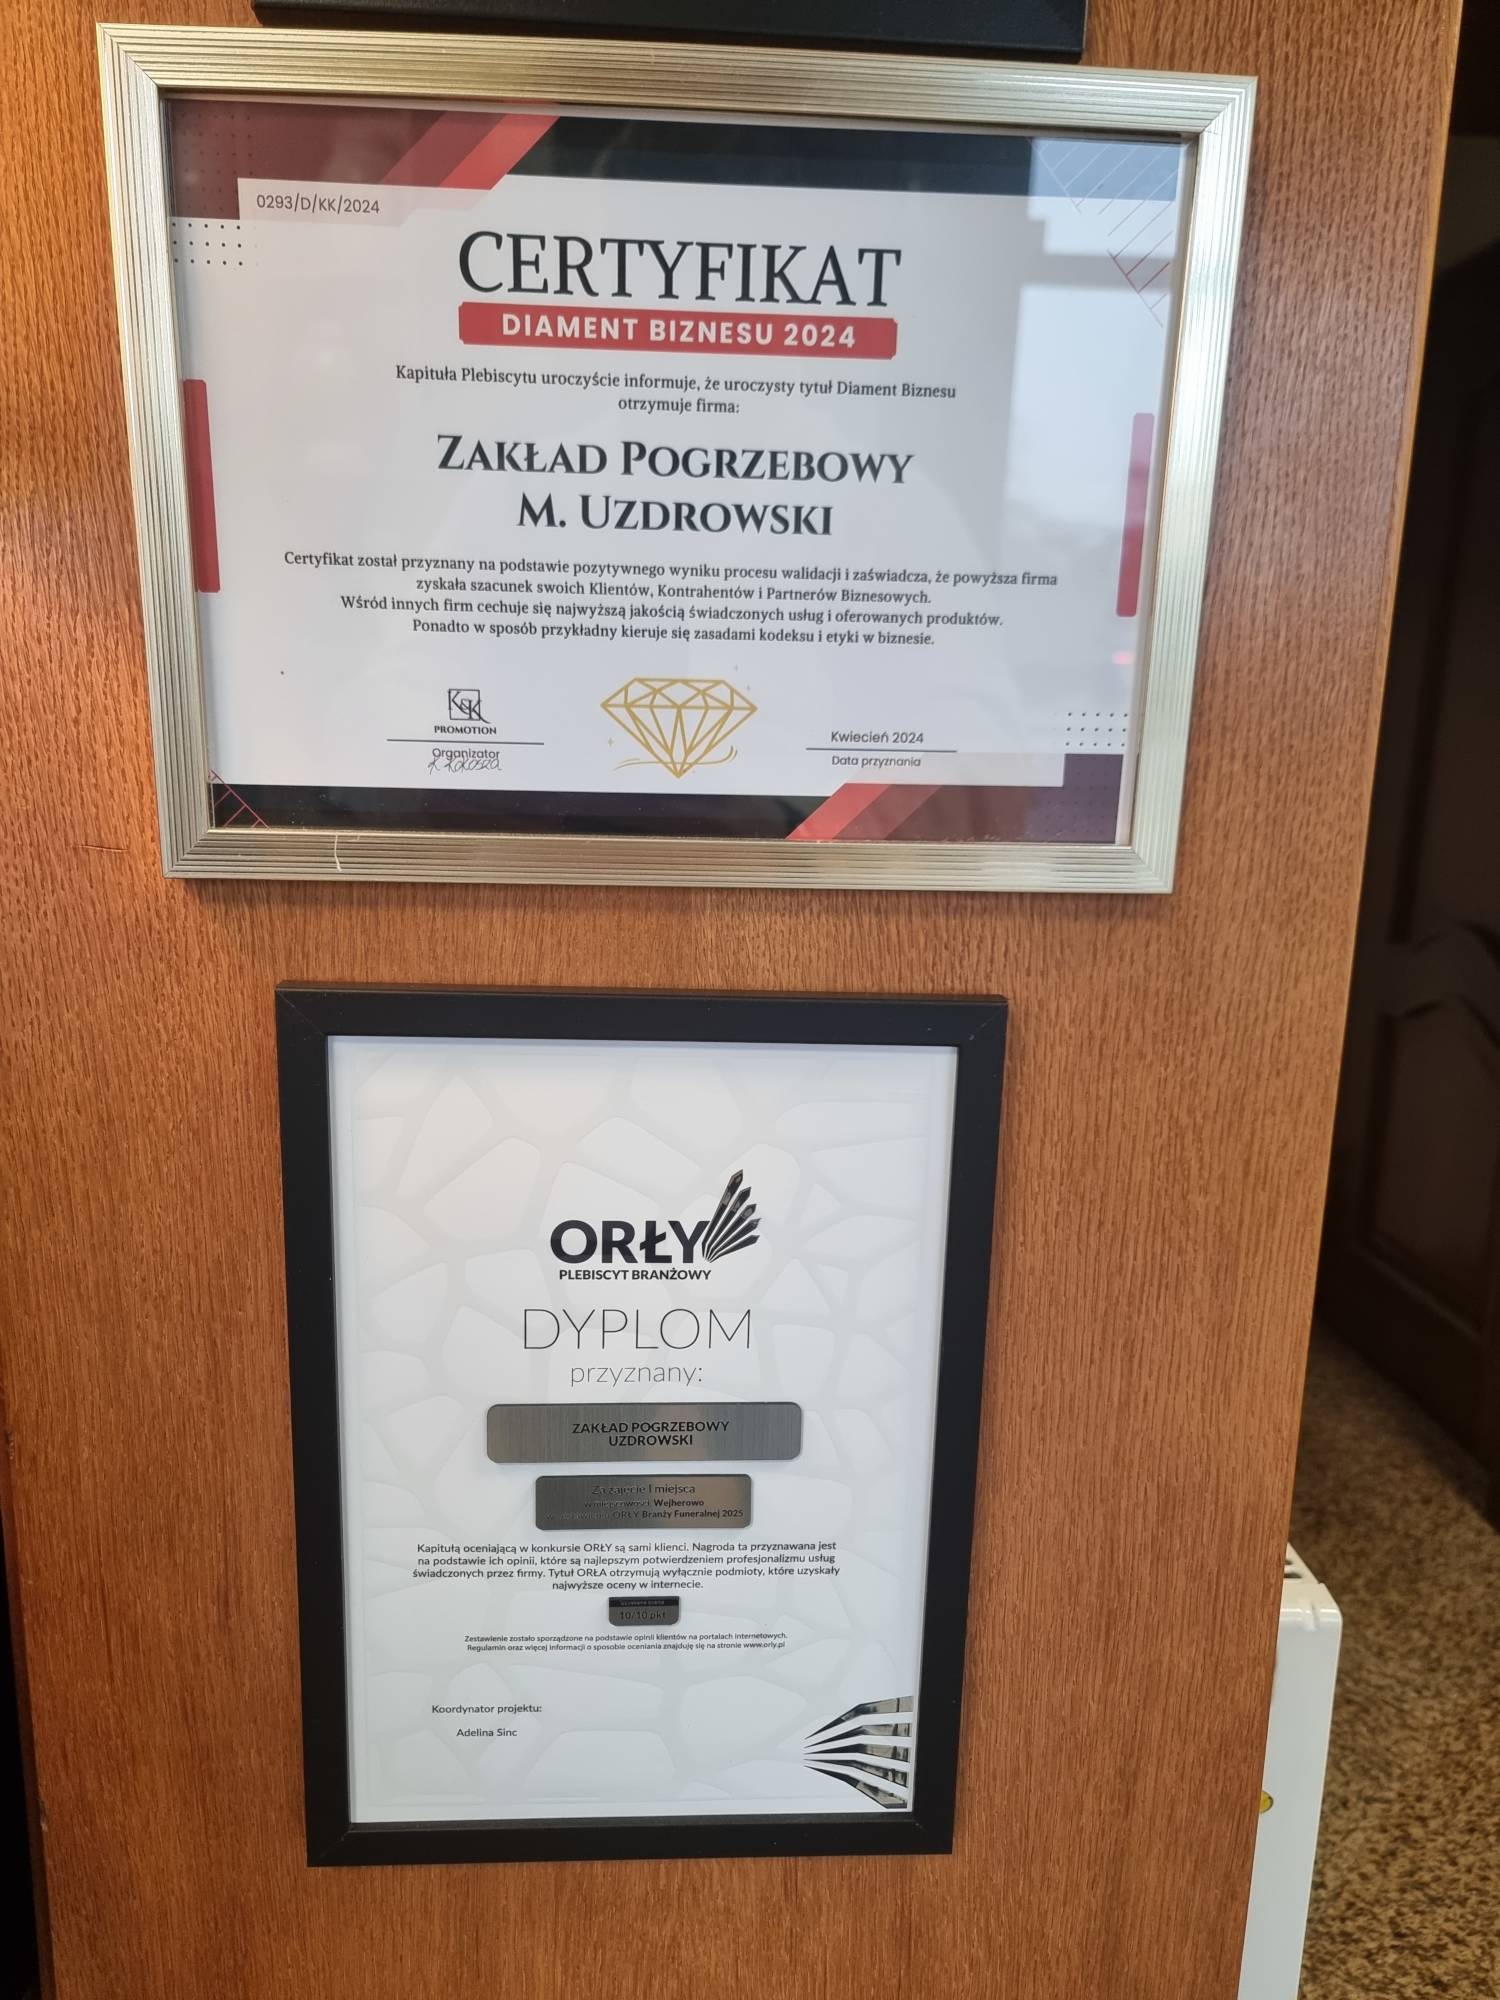 0293/D/KK/2024
CERTYFIKAT
DIAMENT BIZNESU 2024
Kapituła Plebiscytu uroczyście informuje, że uroczysty tytuł Diament Biznesu
otrzymuje firma:
ZAKŁAD POGRZEBOWY
M. UZDROWSKI
Certyfikat został przyznany na podstawie pozytywnego wyniku procesu walidacji i zaświadcza, że powyższa firma
zyskała szacunek swoich Klientów, Kontrahentów i Partnerów Biznesowych.
Wśród innych firm cechuje się najwyższą jakością świadczonych usług i oferowanych produktów.
Ponadto w sposób przykładny kieruje się zasadami kodeksu i etyki w biznesie.
PROMOTION
Organizator
Kwiecień 2024
Data przyznania
ORŁY
PLEBISCYT BRANŻOWY
DYPLOM
przyznany:
ZAKŁAD POGRZEBOWY
UZDROWSKI
Za zajęcie I miejsca
w miejscowości Wejherowo
ORŁY Branży Funeralnej 2025
Kapitułą oceniającą w konkursie ORŁY są sami klienci. Nagroda ta przyznawana jest
na podstawie ich opinii, które są najlepszym potwierdzeniem profesjonalizmu usług
świadczonych przez firmy. Tytuł ORŁA otrzymują wyłącznie podmioty, które uzyskały
najwyższe oceny w internecie.
10/10 pkt
Zestawienie zostało sporządzone na podstawie opinii klientów na portalach internetowych.
Regulamin oraz więcej informacji o sposobie oceniania znajduję się na stronie www.orly.pl
Koordynator projektu:
Adelina Sinc